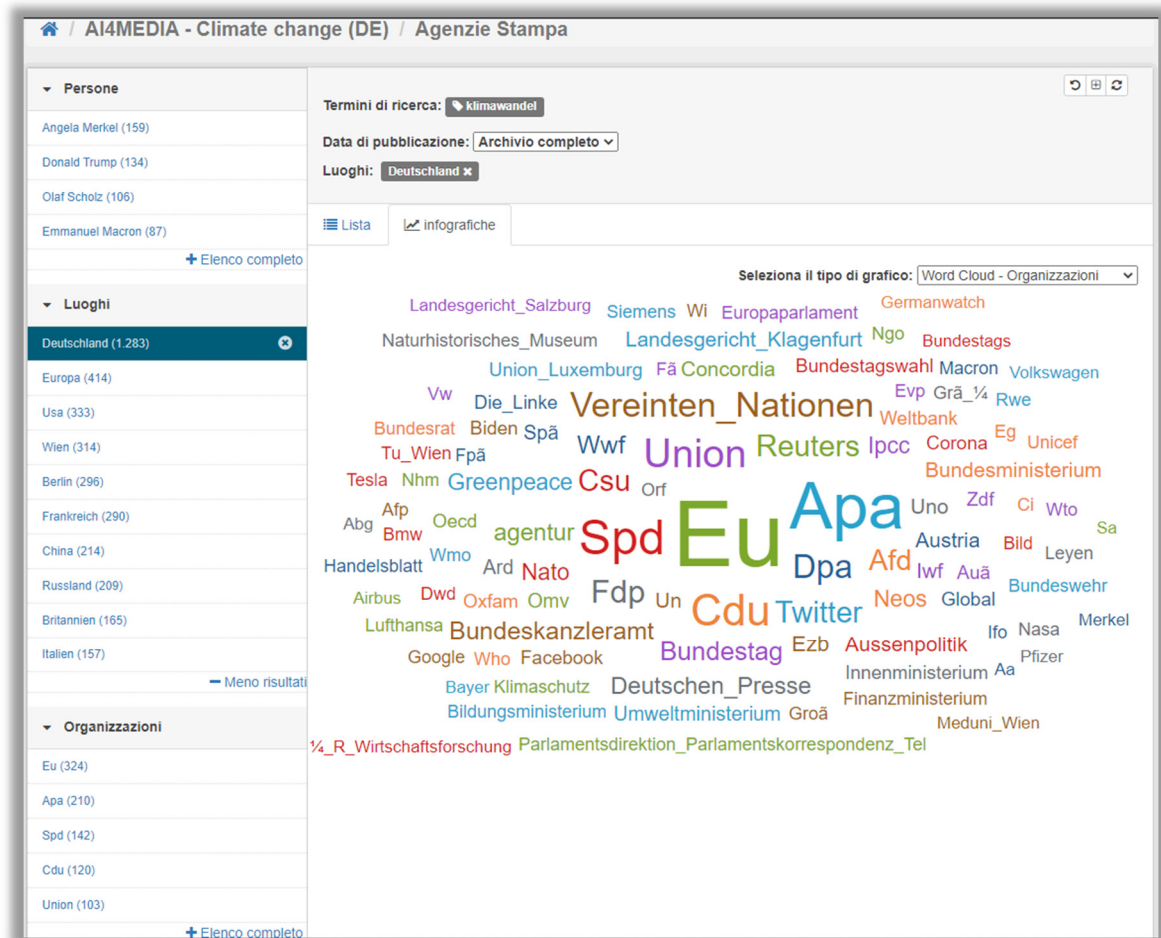 / AI4MEDIA - Climate change (DE) / Agenzie Stampa
Persone
Angela Merkel (159)
Donald Trump (134)
Olaf Scholz (106)
Emmanuel Macron (87)
Elenco completo
Luoghi
Deutschland (1.283)
Europa (414)
Usa (333)
Wien (314)
Berlin (296)
Frankreich (290)
China (214)
Russland (209)
Britannien (165)
Italien (157)
Meno risultati
Organizzazioni
Eu (324)
Apa (210)
Spd (142)
Cdu (120)
Union (103)
Elenco completo
Termini di ricerca: klimawandel
Data di pubblicazione: Archivio completo
Luoghi: Deutschland
Lista infografiche
Seleziona il tipo di grafico: Word Cloud - Organizzazioni
Landesgericht_Salzburg Siemens Wi Europaparlament Germanwatch
Naturhistorisches_Museum Landesgericht_Klagenfurt Ngo Bundestags
Union_Luxemburg Fã Concordia Bundestagswahl Macron Volkswagen
Vw Die_Linke Vereinten_Nationen Evp Grã_¼ Rwe
Bundesrat Biden Spã Weltbank
Tu_Wien Fpã Wwf Union Reuters Ipcc Corona Eg Unicef
Tesla Nhm Greenpeace Csu Orf Bundesministerium
Abg Afp Bmw Oecd agentur Spd Eu Apa Uno Zdf Ci Wto Sa
Handelsblatt Wmo Ard Nato Dpa Afd Austria Iwf Auã Bild Leyen
Airbus Dwd Oxfam Omv Fdp Un Cdu Twitter Neos Global Bundeswehr
Lufthansa Bundeskanzleramt Bundestag Ezb Aussenpolitik Ifo Nasa Merkel
Google Who Facebook Innenministerium Aa Pfizer
Bayer Klimaschutz Deutschen_Presse Finanzministerium
Bildungsministerium Umweltministerium Groã Meduni_Wien
¼_R_Wirtschaftsforschung Parlamentsdirektion_Parlamentskorrespondenz_Tel